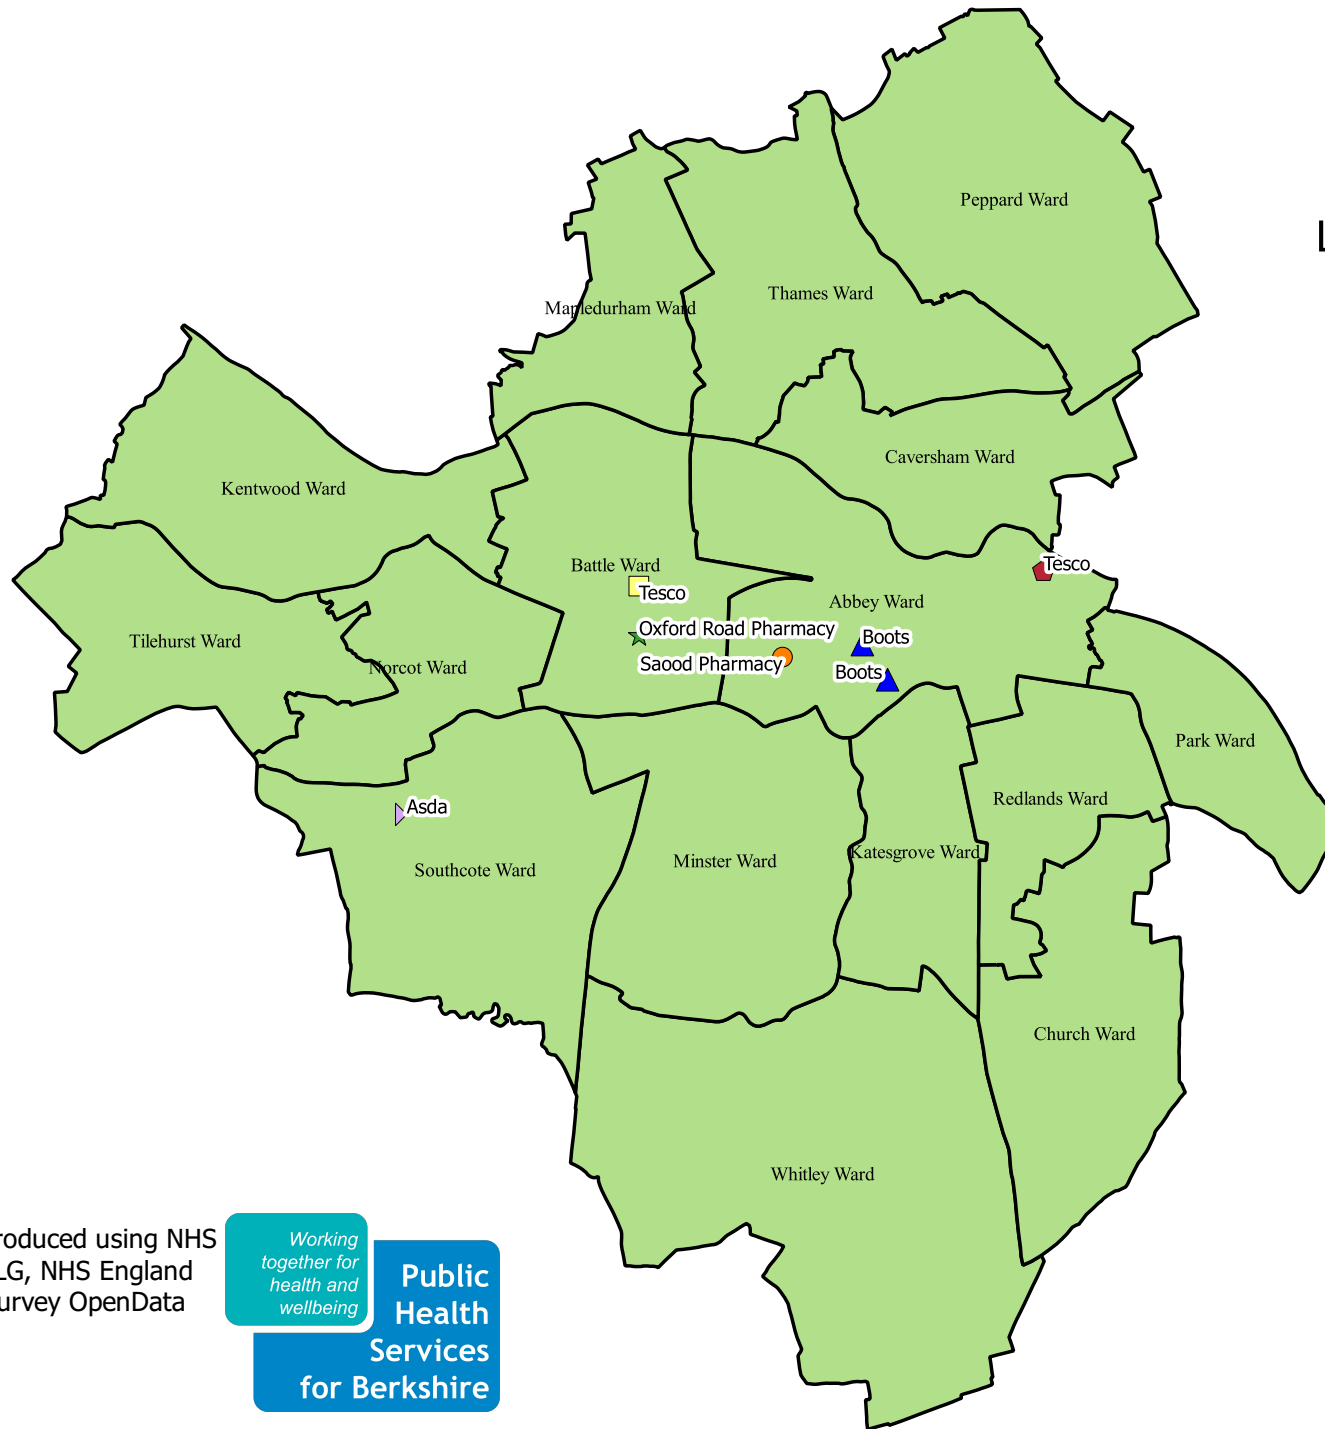 Peppard Ward
L
Thames Ward
Mapledurham Ward
Caversham Ward
Kentwood Ward
Battle Ward
Tesco
Tesco
Abbey Ward
Oxford Road Pharmacy
Boots
Tilehurst Ward
Norcot Ward
Saood Pharmacy
Boots
Park Ward
Asda
Redlands Ward
Southcote Ward
Minster Ward
Katesgrove Ward
Church Ward
Whitley Ward
roduced using NHS
LG, NHS England
urvey OpenData
Working
together for
health and
wellbeing
Public
Health
Services
for Berkshire